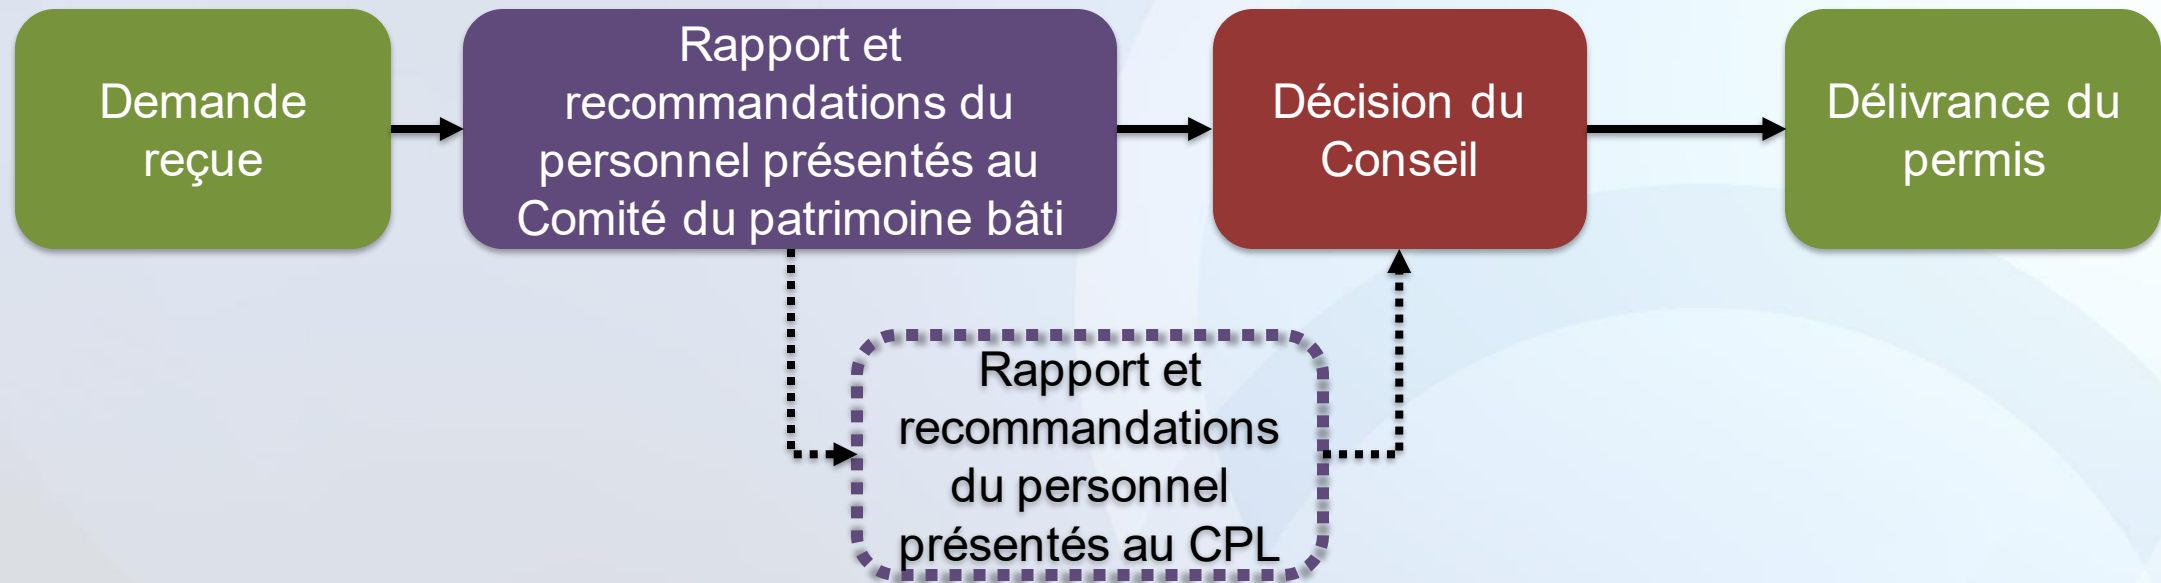 Demande
reçue
Rapport et
recommandations du
personnel présentés au
Comité du patrimoine bâti
Décision du
Conseil
Délivrance du
permis
Rapport et
recommandations
du personnel
présentés au CPL